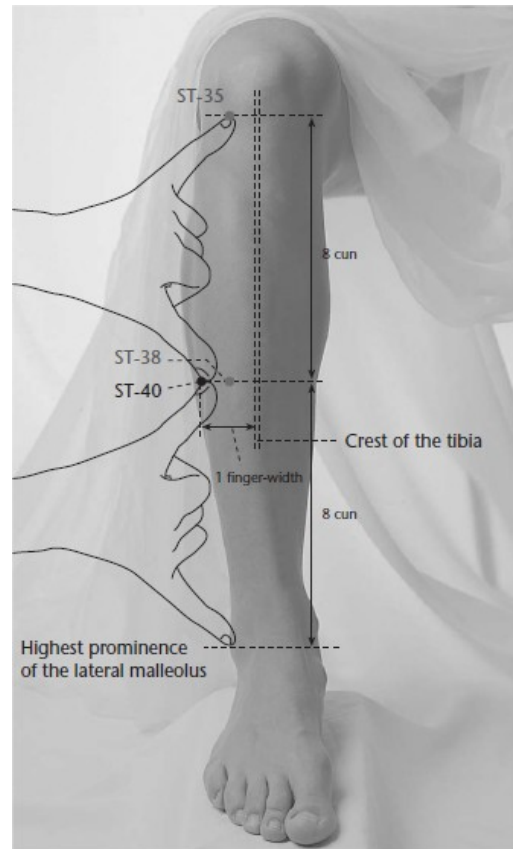 ST-35
8 cun
ST-38
ST-40
Crest of the tibia
1 finger-width
8 cun
Highest prominence
of the lateral malleolus